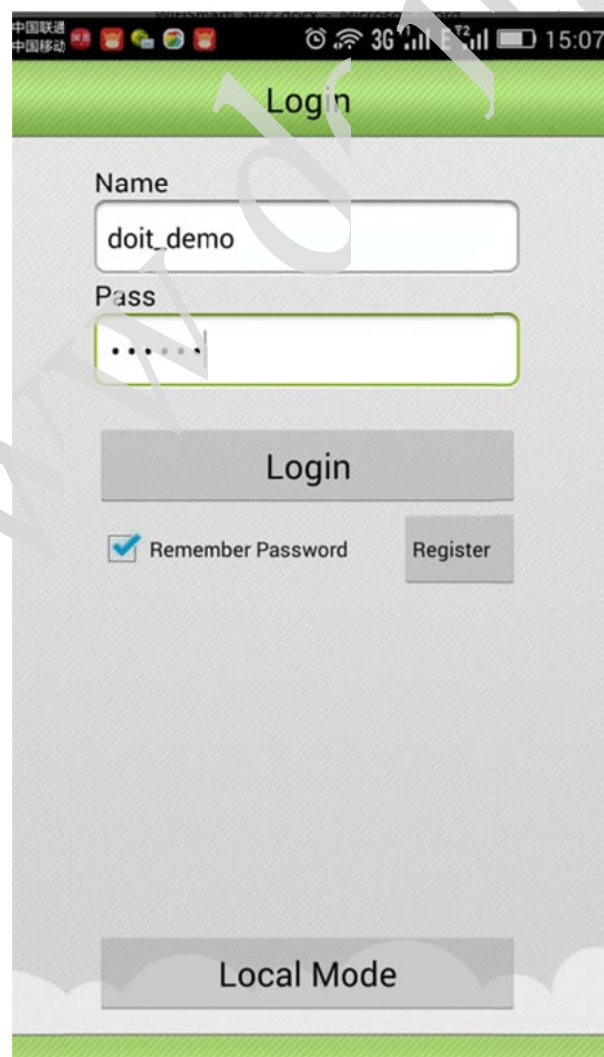 中国联通
中国移动
3G 15:07
Login
Name
doit_demo
Pass
••••••
Login
Remember Password
Register
Local Mode